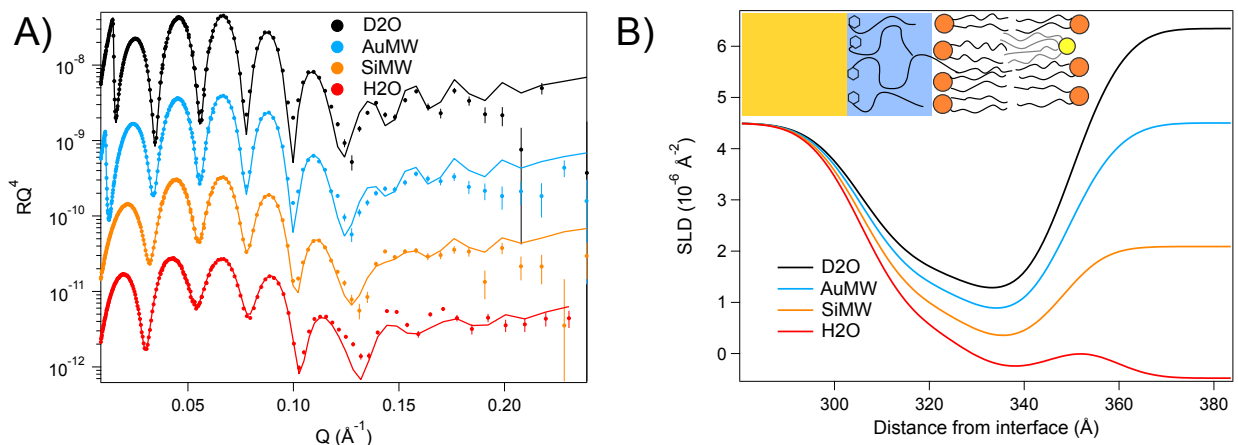 A)
D2O
AuMW
SiMW
H2O
10⁻⁸
10⁻⁹
10⁻¹⁰
10⁻¹¹
10⁻¹²
RQ⁴
0.05
0.10
0.15
0.20
Q (Å⁻¹)
B)
6
5
4
3
2
1
0
SLD (10⁻⁶ Å⁻²)
D2O
AuMW
SiMW
H2O
300
320
340
360
380
Distance from interface (Å)